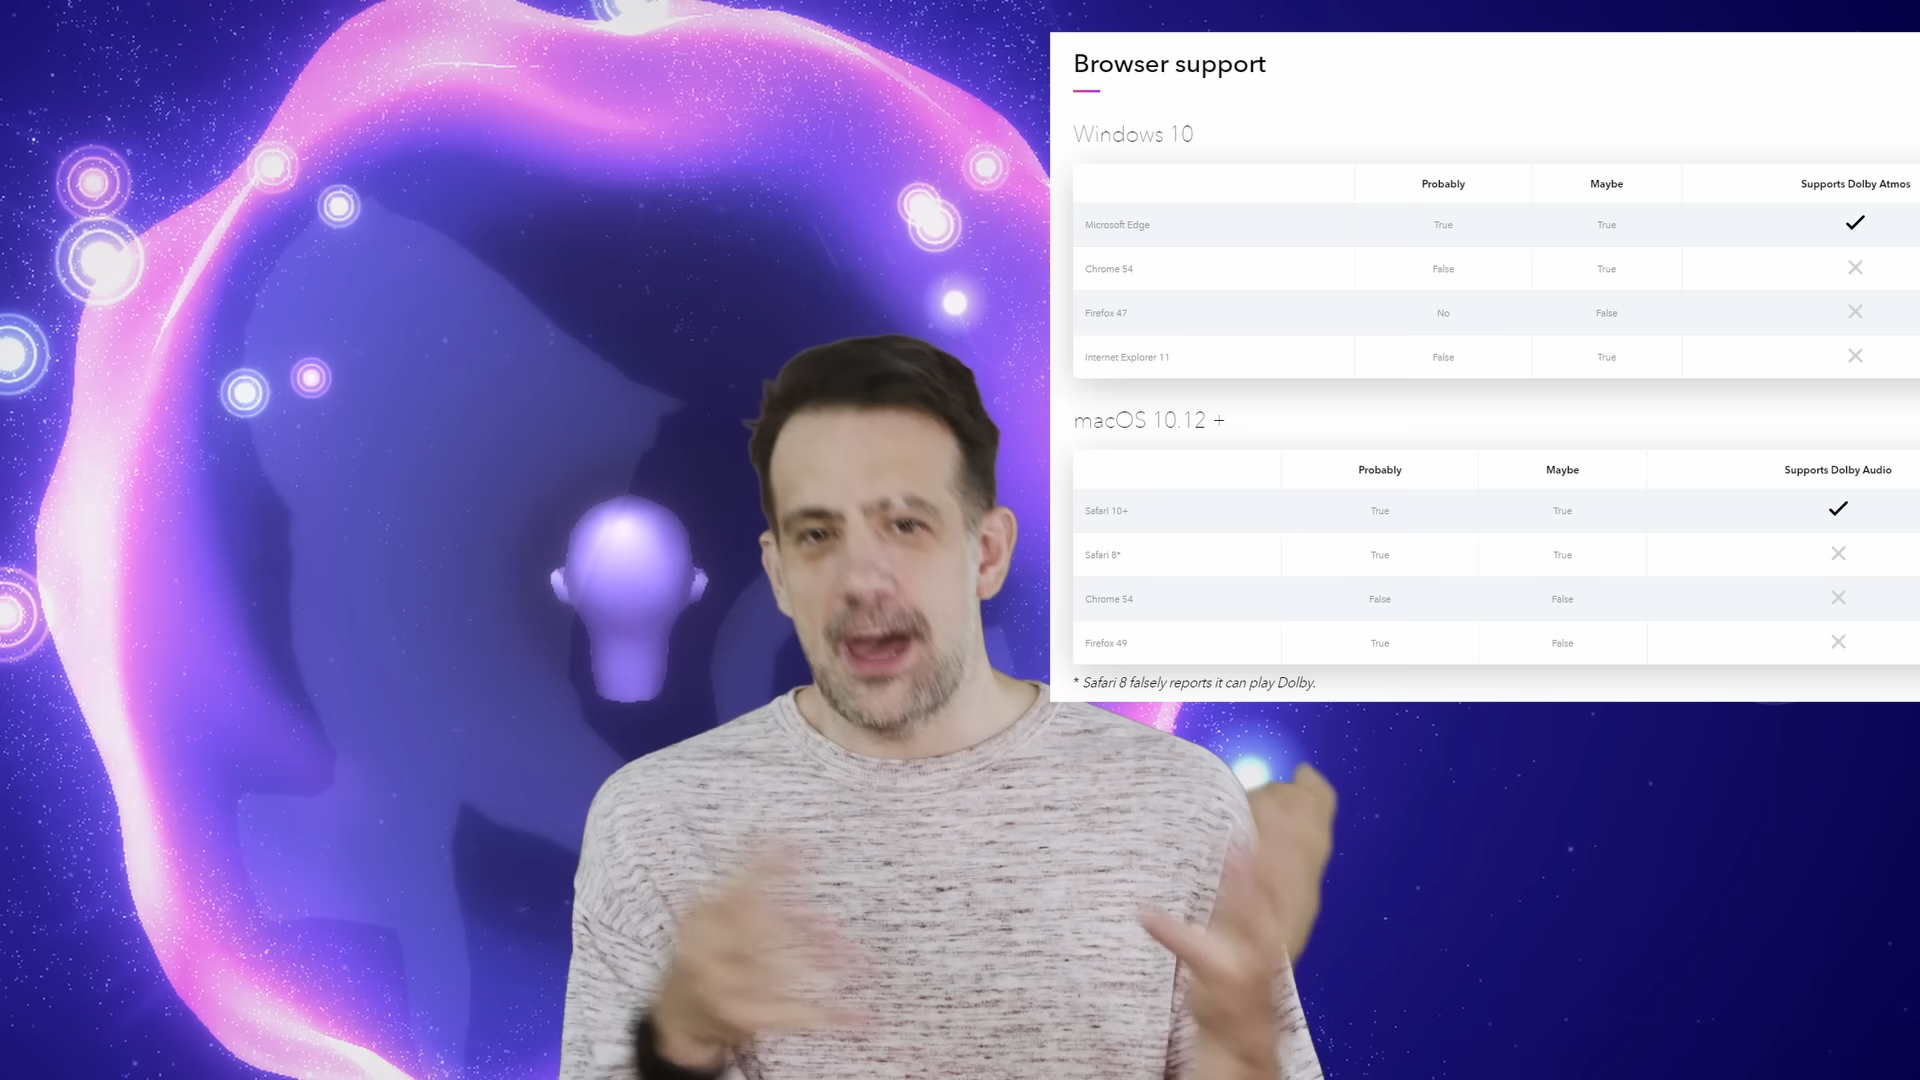 Browser support
Windows 10
Probably Maybe Supports Dolby Atmos
Microsoft Edge True True
Chrome 54 False True
Firefox 47 No False
Internet Explorer 11 False True
macOS 10.12 +
Probably Maybe Supports Dolby Audio
Safari 10+ True True
Safari 8* True True
Chrome 54 False False
Firefox 49 True False
* Safari 8 falsely reports it can play Dolby.